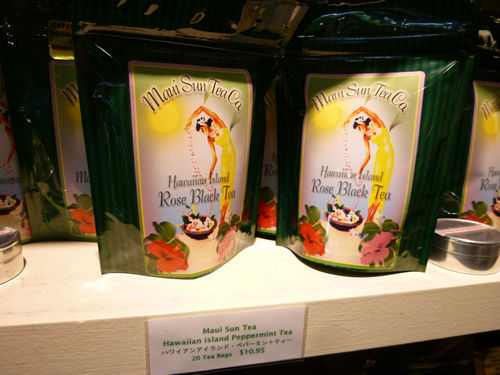 Maui Sun Tea Co.
Hawaiian Island
Rose Black Tea
Maui Sun Tea Co.
Hawaiian Island
Rose Black Tea
Maui Sun Tea
Hawaiian island Peppermint Tea
ハワイアンアイランド・ペパーミントティー
20 Tea Bags $10.95